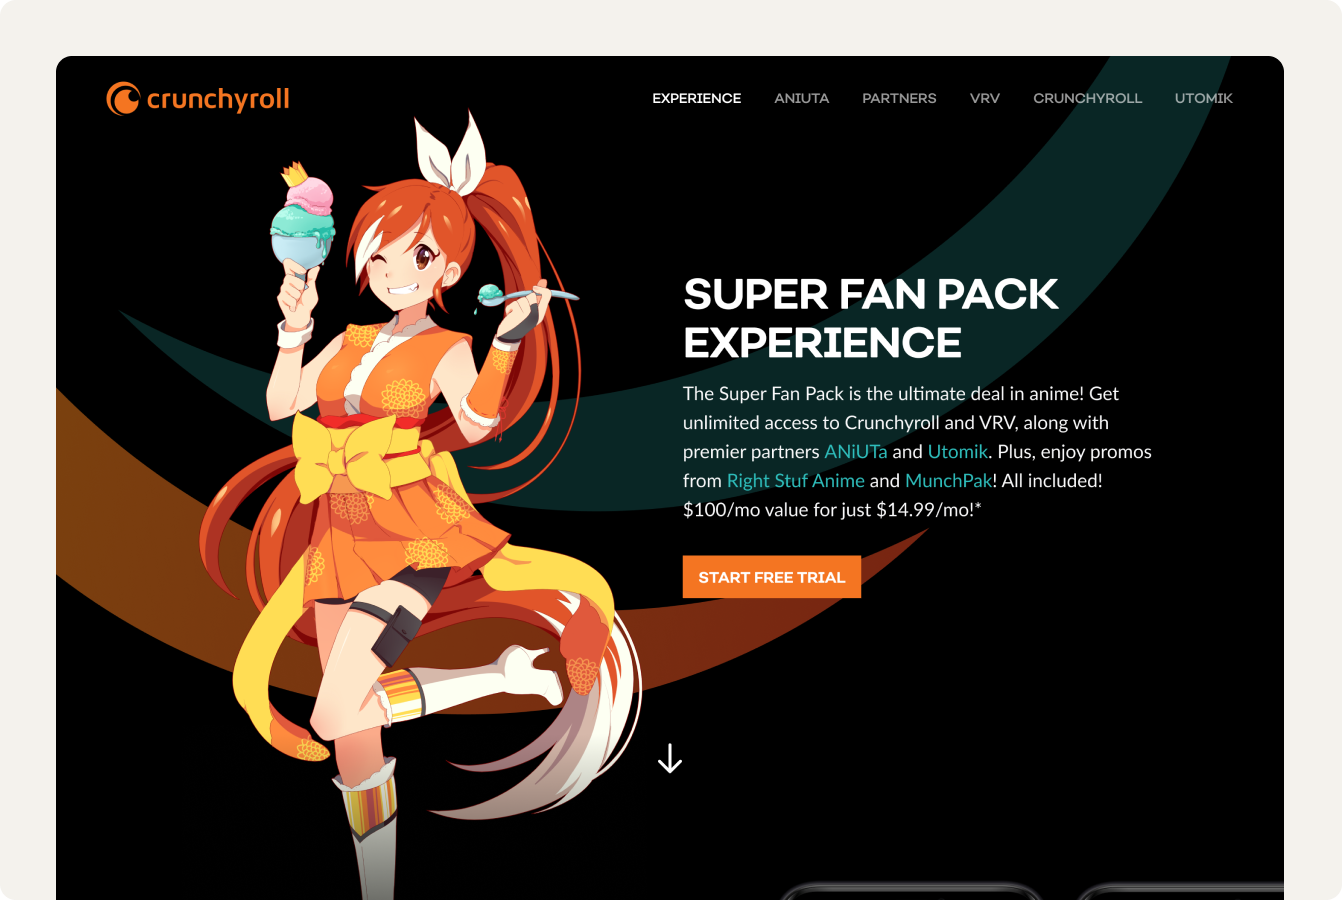 crunchyroll
EXPERIENCE ANIUTA PARTNERS VRV CRUNCHYROLL UTOMIK
SUPER FAN PACK
EXPERIENCE
The Super Fan Pack is the ultimate deal in anime! Get
unlimited access to Crunchyroll and VRV, along with
premier partners ANiUTa and Utomik. Plus, enjoy promos
from Right Stuf Anime and MunchPak! All included!
$100/mo value for just $14.99/mo!*
START FREE TRIAL